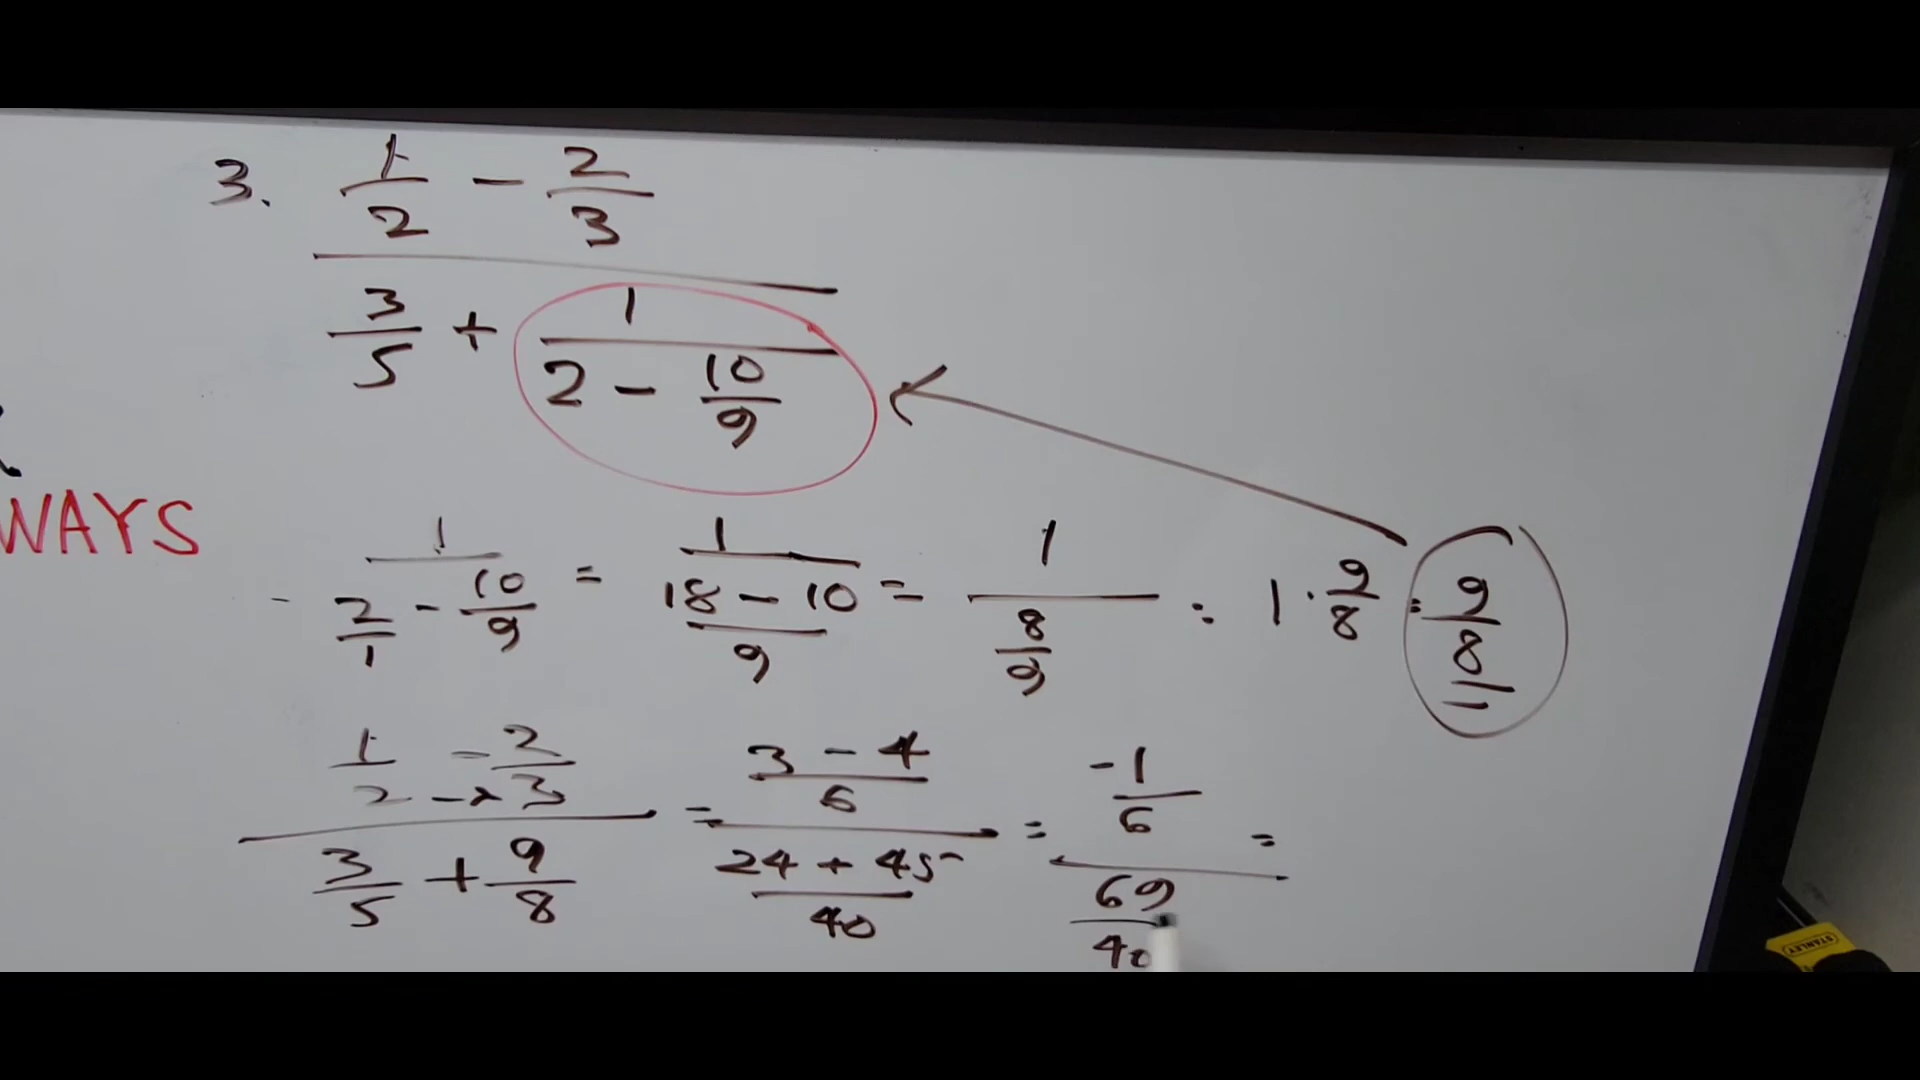 3. 1/2 - 2/3
3/5 + 1/(2 - 10/9)
WAYS
1/(2/1 - 10/9) = 1/((18 - 10)/9) = 1/(8/9) = 1 · 9/8 = 9/8
(1/2 - 2/3)/(3/5 + 9/8) = ((3 - 4)/6)/((24 + 45)/40) = (-1/6)/(69/40) =
STANLEY